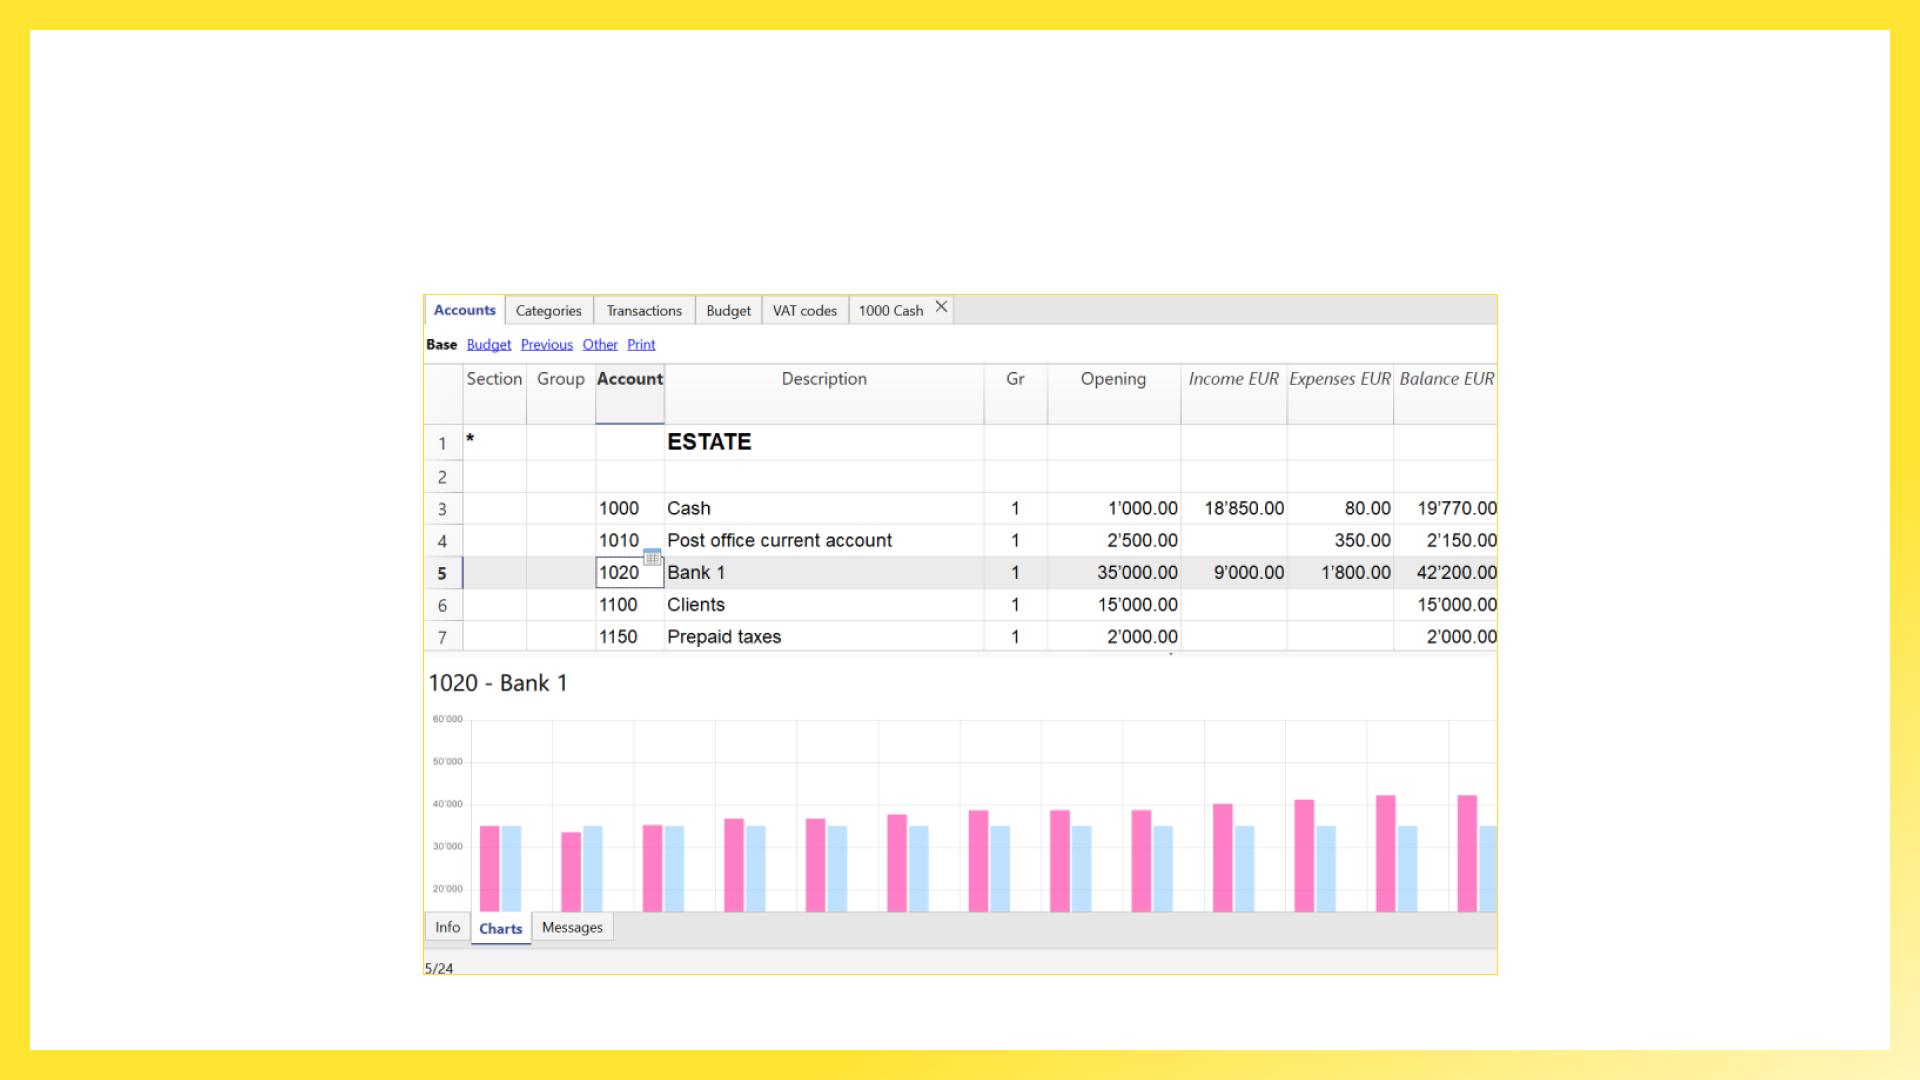 Accounts Categories Transactions Budget VAT codes 1000 Cash
Base Budget Previous Other Print
Section Group Account Description Gr Opening Income EUR Expenses EUR Balance EUR
1 * ESTATE
2
3 1000 Cash 1 1'000.00 18'850.00 80.00 19'770.00
4 1010 Post office current account 1 2'500.00 350.00 2'150.00
5 1020 Bank 1 1 35'000.00 9'000.00 1'800.00 42'200.00
6 1100 Clients 1 15'000.00 15'000.00
7 1150 Prepaid taxes 1 2'000.00 2'000.00
1020 - Bank 1
60'000
50'000
40'000
30'000
20'000
Info Charts Messages
5/24